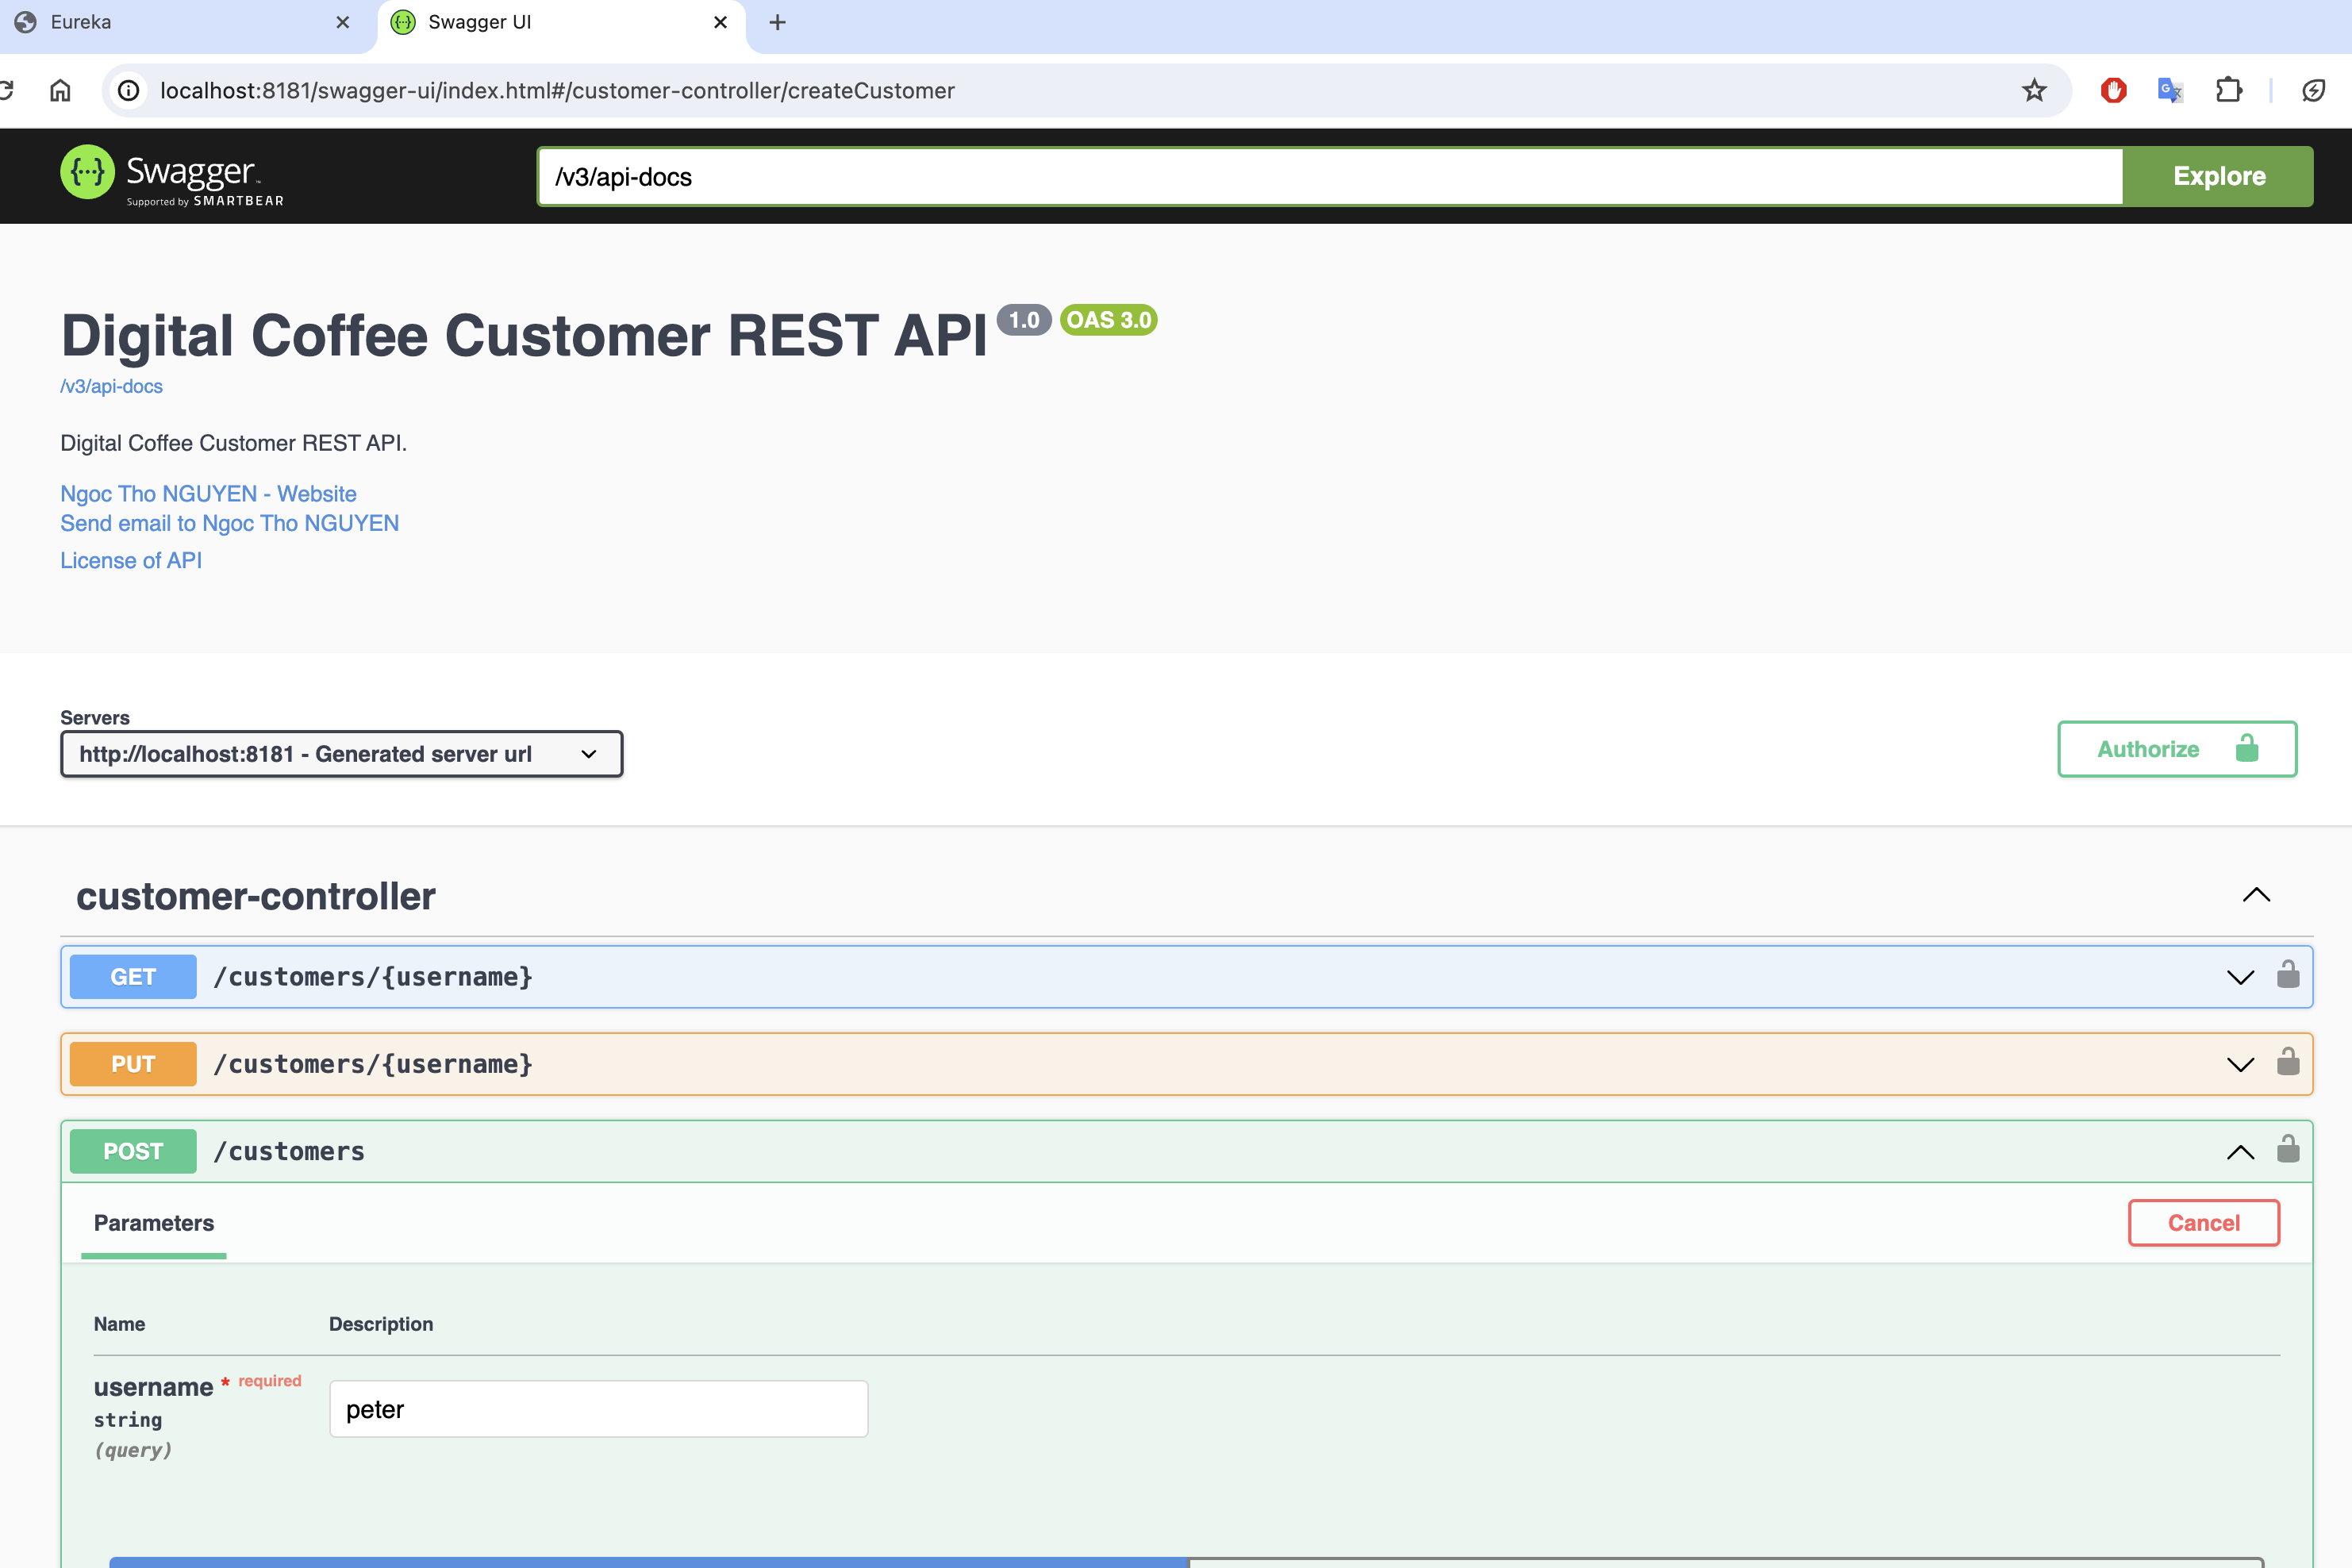 Eureka
Swagger UI
localhost:8181/swagger-ui/index.html#/customer-controller/createCustomer
Swagger
Supported by SMARTBEAR
/v3/api-docs
Explore
Digital Coffee Customer REST API 1.0 OAS 3.0
/v3/api-docs
Digital Coffee Customer REST API.
Ngoc Tho NGUYEN - Website
Send email to Ngoc Tho NGUYEN
License of API
Servers
http://localhost:8181 - Generated server url
Authorize
customer-controller
GET /customers/{username}
PUT /customers/{username}
POST /customers
Parameters
Cancel
Name Description
username * required
string
(query)
peter